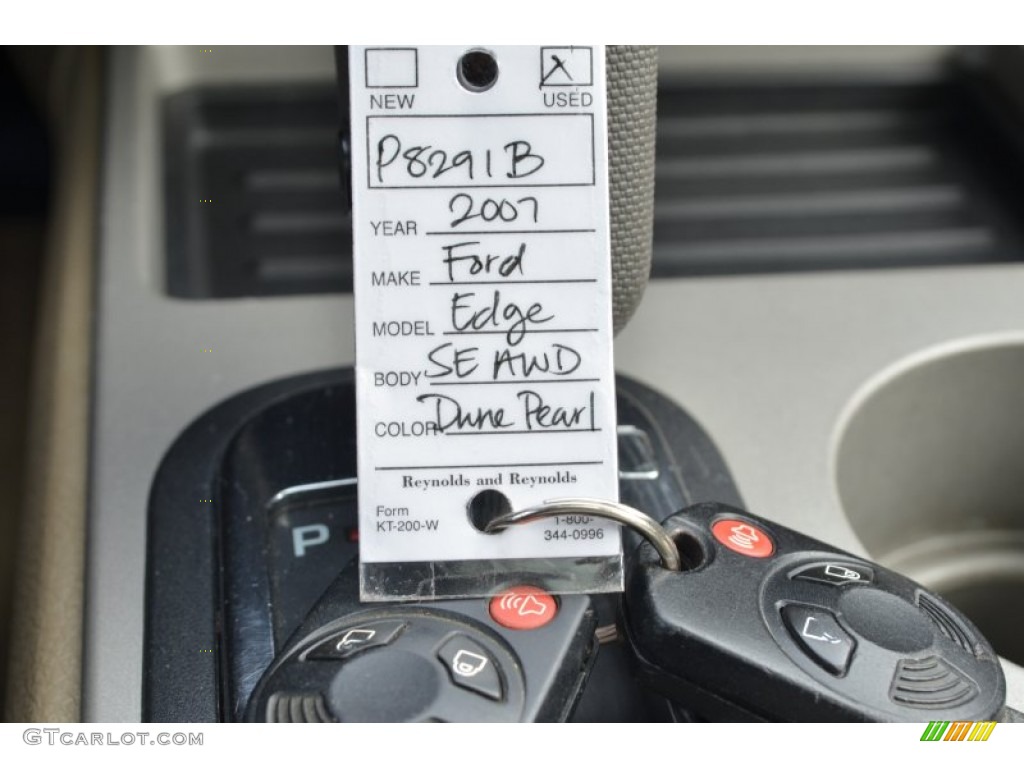 NEW X USED
P8291B
YEAR 2007
MAKE Ford
MODEL Edge
BODY SE AWD
COLOR Dune Pearl
Reynolds and Reynolds
Form
KT-200-W
1-800-
344-0996
P
GTCARLOT.COM